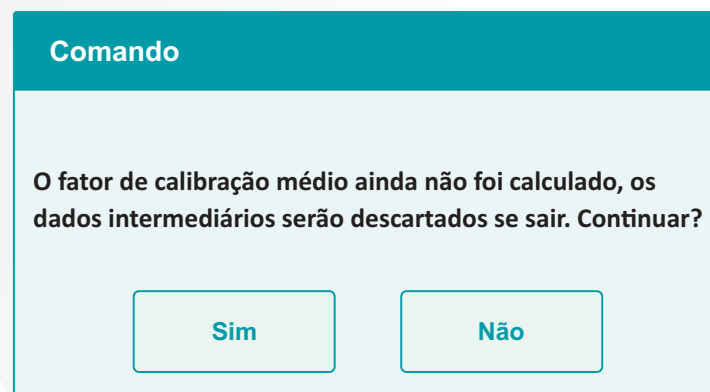 Comando
O fator de calibração médio ainda não foi calculado, os
dados intermediários serão descartados se sair. Continuar?
Sim
Não